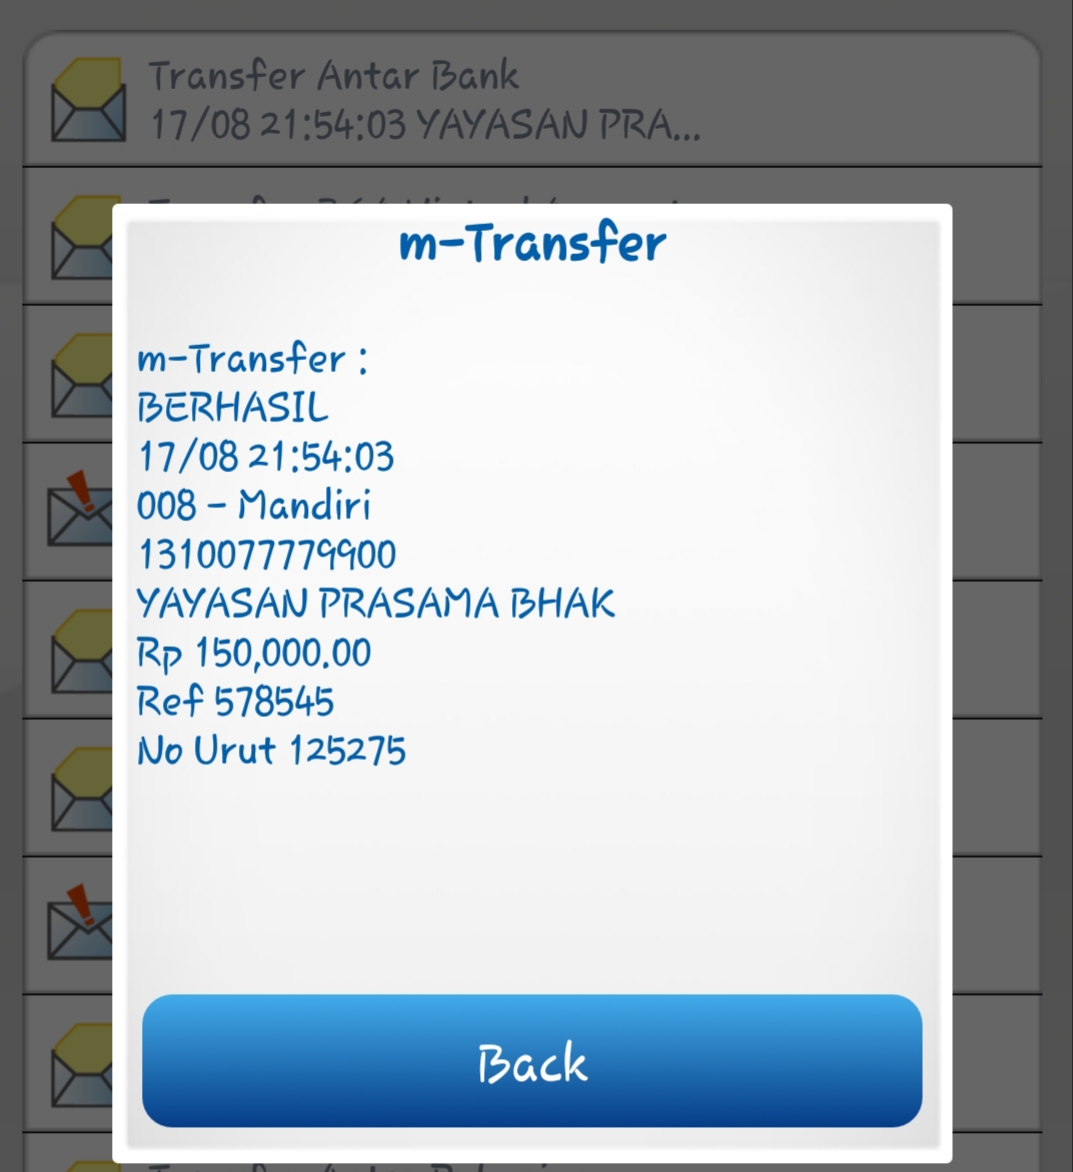 Transfer Antar Bank
17/08 21:54:03 YAYASAN PRA...
m-Transfer
m-Transfer :
BERHASIL
17/08 21:54:03
008 - Mandiri
1310077779900
YAYASAN PRASAMA BHAK
Rp 150,000.00
Ref 578545
No Urut 125275
Back